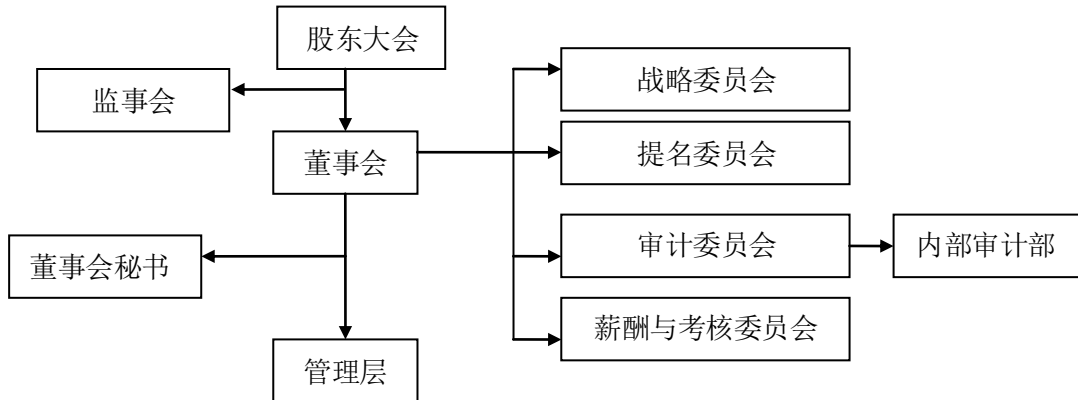 股东大会
监事会
战略委员会
董事会
提名委员会
董事会秘书
审计委员会
内部审计部
薪酬与考核委员会
管理层